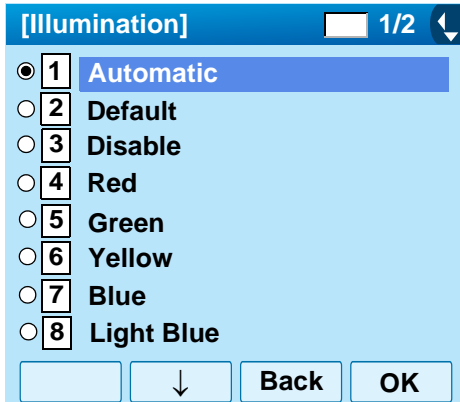 [Illumination] 1/2
1 Automatic
2 Default
3 Disable
4 Red
5 Green
6 Yellow
7 Blue
8 Light Blue
↓ Back OK